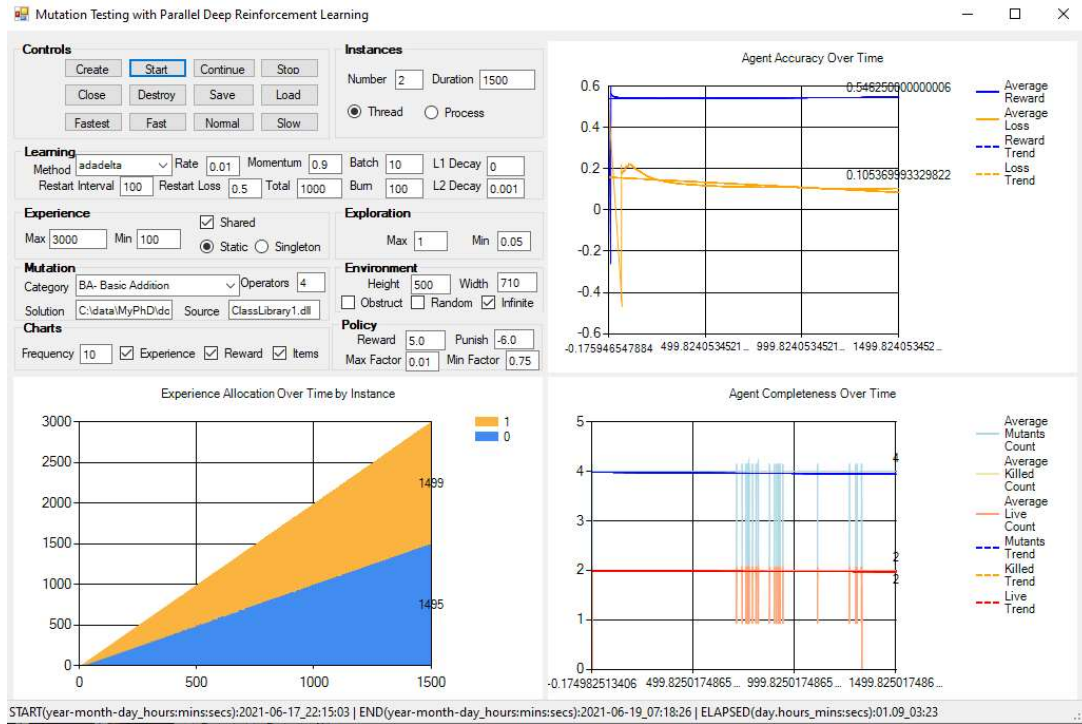 Mutation Testing with Parallel Deep Reinforcement Learning
Controls
Create Start Continue Stop
Close Destroy Save Load
Fastest Fast Normal Slow
Instances
Number 2 Duration 1500
Thread Process
Learning
Method adadelta Rate 0.01 Momentum 0.9 Batch 10 L1 Decay 0
Restart Interval 100 Restart Loss 0.5 Total 1000 Burn 100 L2 Decay 0.001
Experience
Shared
Max 3000 Min 100 Static Singleton
Exploration
Max 1 Min 0.05
Mutation
Category BA- Basic Addition Operators 4
Solution C:\data\MyPhD\dc Source ClassLibrary1.dll
Environment
Height 500 Width 710
Obstruct Random Infinite
Charts
Frequency 10 Experience Reward Items
Policy
Reward 5.0 Punish -6.0
Max Factor 0.01 Min Factor 0.75
Agent Accuracy Over Time
0.6
0.4
0.2
0
-0.2
-0.4
-0.6
0.546250000000006
0.105369993329822
-0.175946547884 499.8240534521... 999.8240534521... 1499.824053452...
Average
Reward
Average
Loss
Reward
Trend
Loss
Trend
Experience Allocation Over Time by Instance
3000
2500
2000
1500
1000
500
0
1499
1495
0 500 1000 1500
1
0
Agent Completeness Over Time
5
4
3
2
1
0
4
2
2
-0.174982513406 499.8250174865... 999.8250174865... 1499.825017486...
Average
Mutants
Count
Average
Killed
Count
Average
Live
Count
Mutants
Trend
Killed
Trend
Live
Trend
START(year-month-day_hours:mins:secs):2021-06-17_22:15:03 | END(year-month-day_hours:mins:secs):2021-06-19_07:18:26 | ELAPSED(day.hours_mins:secs):01.09_03:23